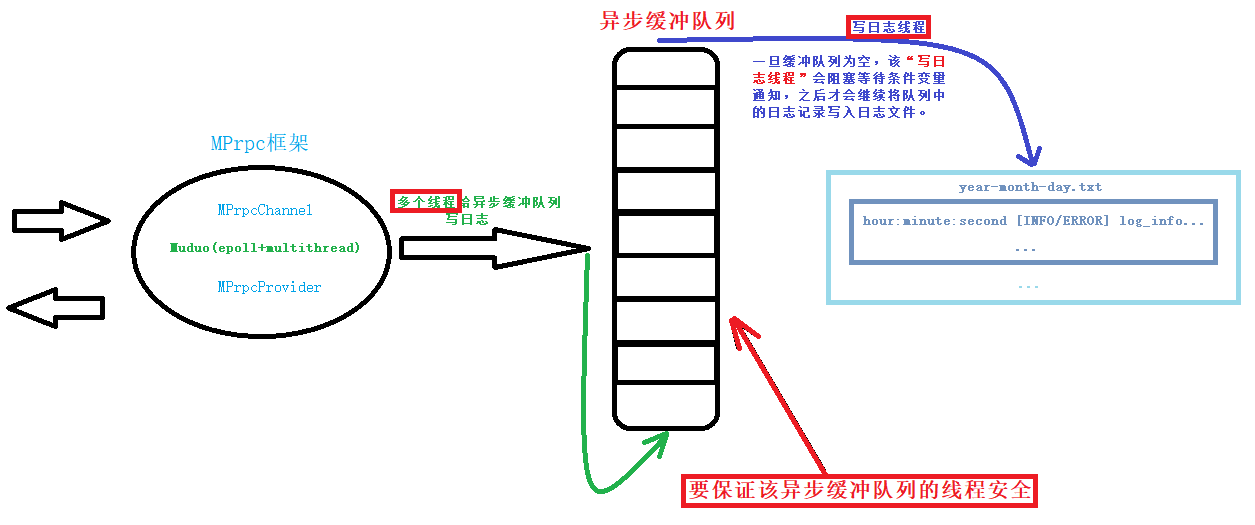 异步缓冲队列
写日志线程
一旦缓冲队列为空，该“写日
志线程”会阻塞等待条件变量
通知，之后才会继续将队列中
的日志记录写入日志文件。
MPrpc框架
MPrpcChannel
Muduo(epoll+multithread)
MPrpcProvider
多个线程给异步缓冲队列
写日志
year-month-day.txt
hour:minute:second [INFO/ERROR] log_info...
...
...
要保证该异步缓冲队列的线程安全